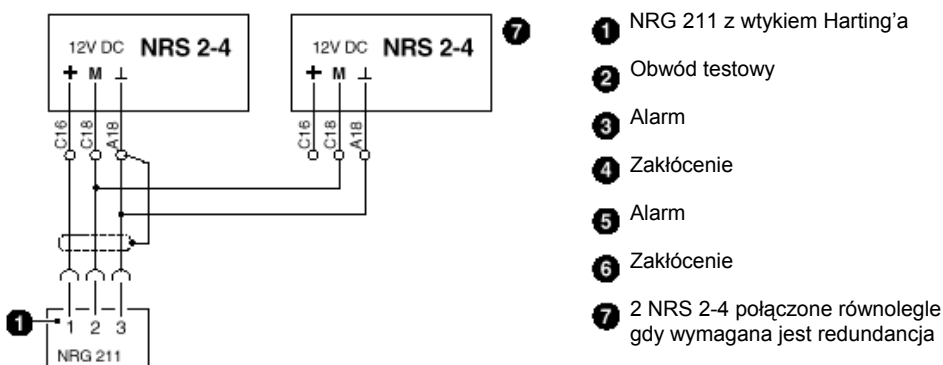 12V DC NRS 2-4
+ M ⊥
C16 C18 A18
12V DC NRS 2-4
+ M ⊥
C16 C18 A18
7
1
1 2 3
NRG 211
1 NRG 211 z wtykiem Harting'a
2 Obwód testowy
3 Alarm
4 Zakłócenie
5 Alarm
6 Zakłócenie
7 2 NRS 2-4 połączone równolegle
gdy wymagana jest redundancja